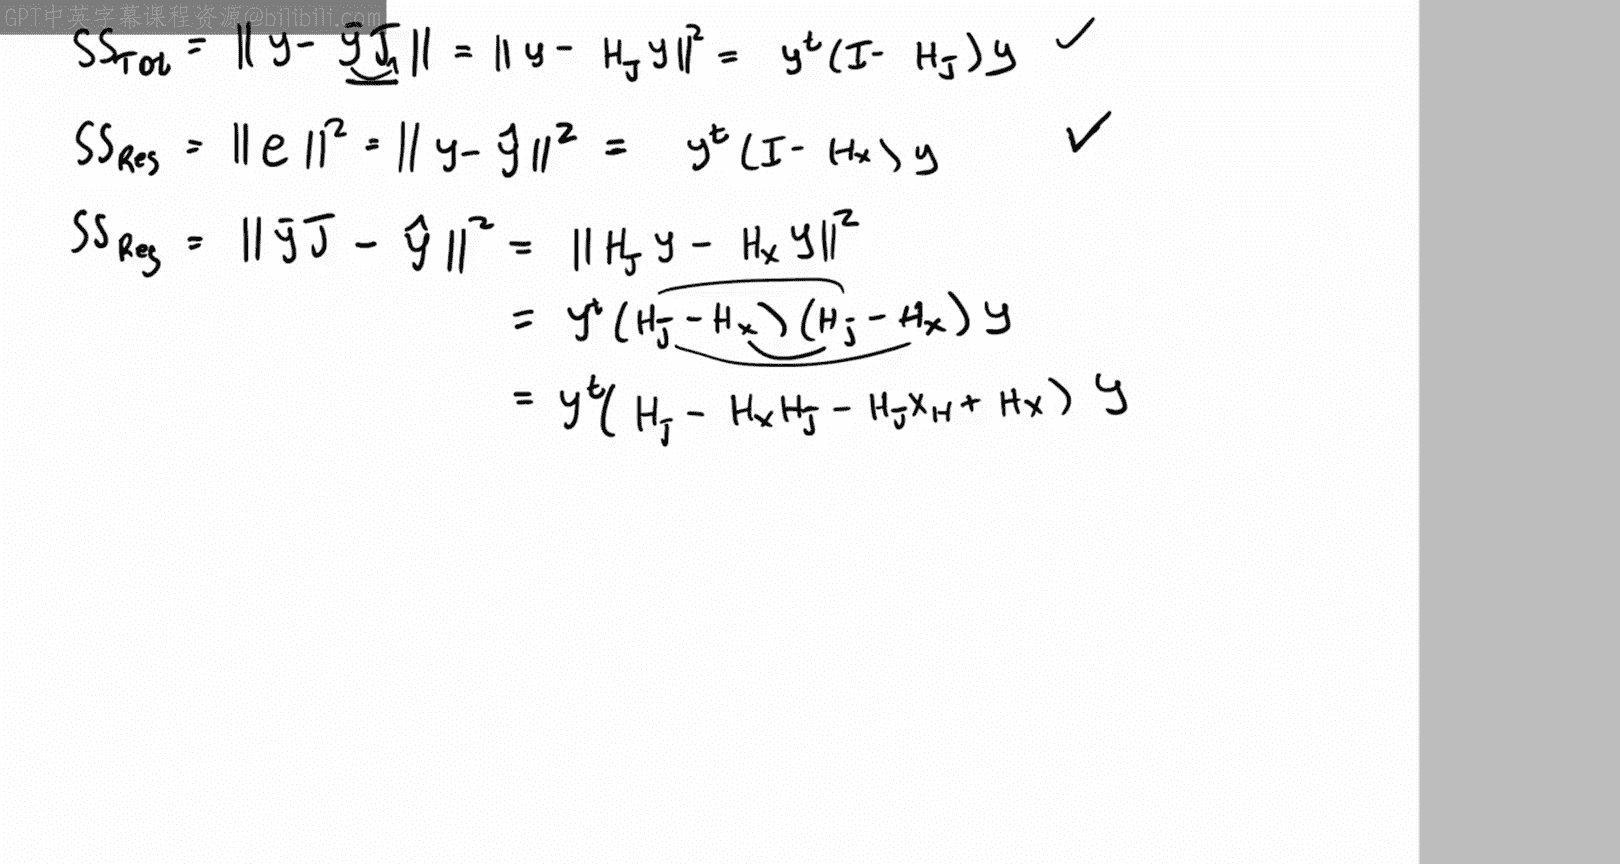 GPT中英字幕课程资源@bilibili.com
SS_Tot = ‖y - ȳJ_n‖ = ‖y - H_J y‖² = y^t(I - H_J)y ✓
SS_Res = ‖e‖² = ‖y - ŷ‖² = y^t(I - H_x)y ✓
SS_Reg = ‖ȳJ - ŷ‖² = ‖H_J y - H_x y‖²
= y^t(H_J - H_x)(H_J - H_x)y
= y^t(H_J - H_x H_J - H_J x_H + H_x)y